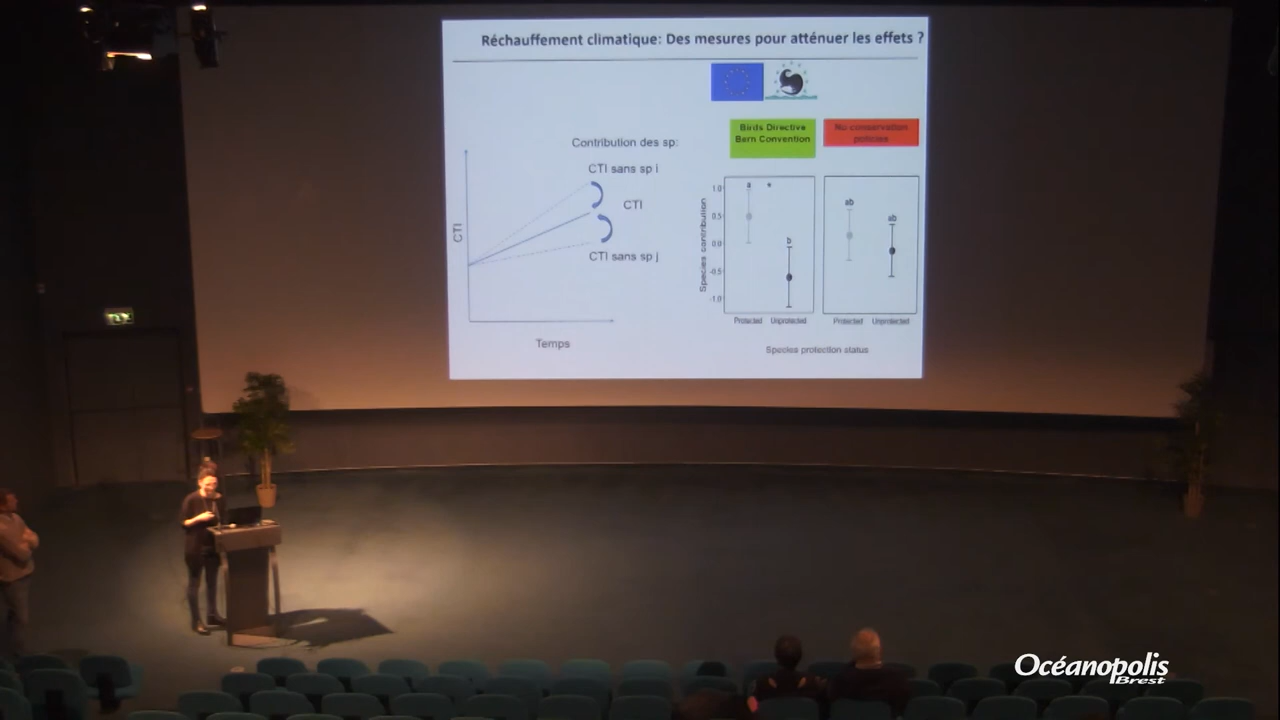 Réchauffement climatique: Des mesures pour atténuer les effets ?
Contribution des sp:
CTI sans sp i
CTI
CTI sans sp j
CTI
Temps
Birds Directive
Bern Convention
No conservation
policies
Species contribution
1.0
0.5
0.0
-0.5
-1.0
a
*
b
ab
ab
Protected Unprotected
Protected Unprotected
Species protection status
Océanopolis
Brest